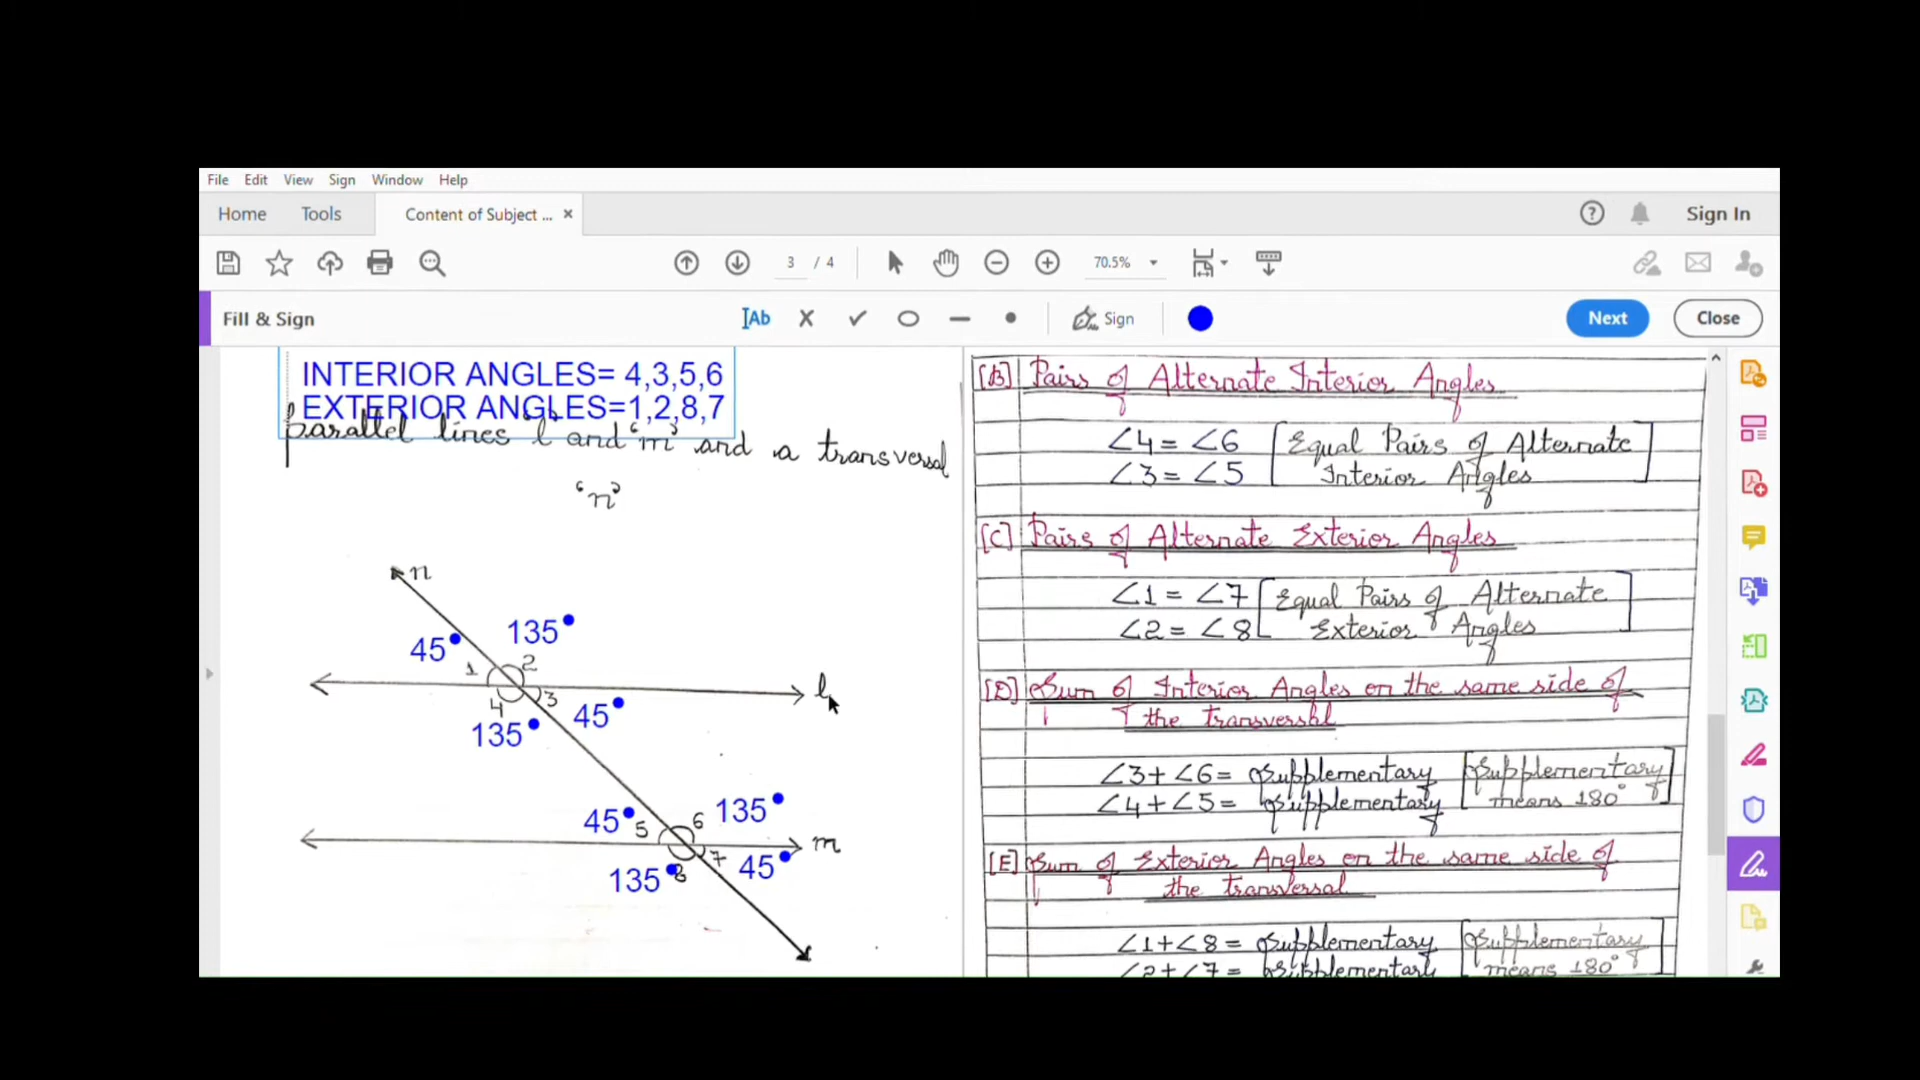 File Edit View Sign Window Help
Home Tools Content of Subject ... × Sign In
3 / 4 70.5%
Fill & Sign Ab Sign Next Close
INTERIOR ANGLES= 4,3,5,6
EXTERIOR ANGLES=1,2,8,7
parallel lines 'l' and 'm' and a transversal
'n'
n
45° 135°
1 2
l
4 3
135° 45°
45° 135°
5 6
m
8 7
135° 45°
[B] Pairs of Alternate Interior Angles
∠4 = ∠6 [Equal Pairs of Alternate
∠3 = ∠5 Interior Angles]
[C] Pairs of Alternate Exterior Angles
∠1 = ∠7 [Equal Pairs of Alternate
∠2 = ∠8 Exterior Angles]
[D] Sum of Interior Angles on the same side of
the transversal
∠3+∠6= Supplementary [Supplementary
∠4+∠5= Supplementary means 180°]
[E] Sum of Exterior Angles on the same side of
the transversal
∠1+∠8= Supplementary [Supplementary
∠2+∠7= Supplementary means 180°]